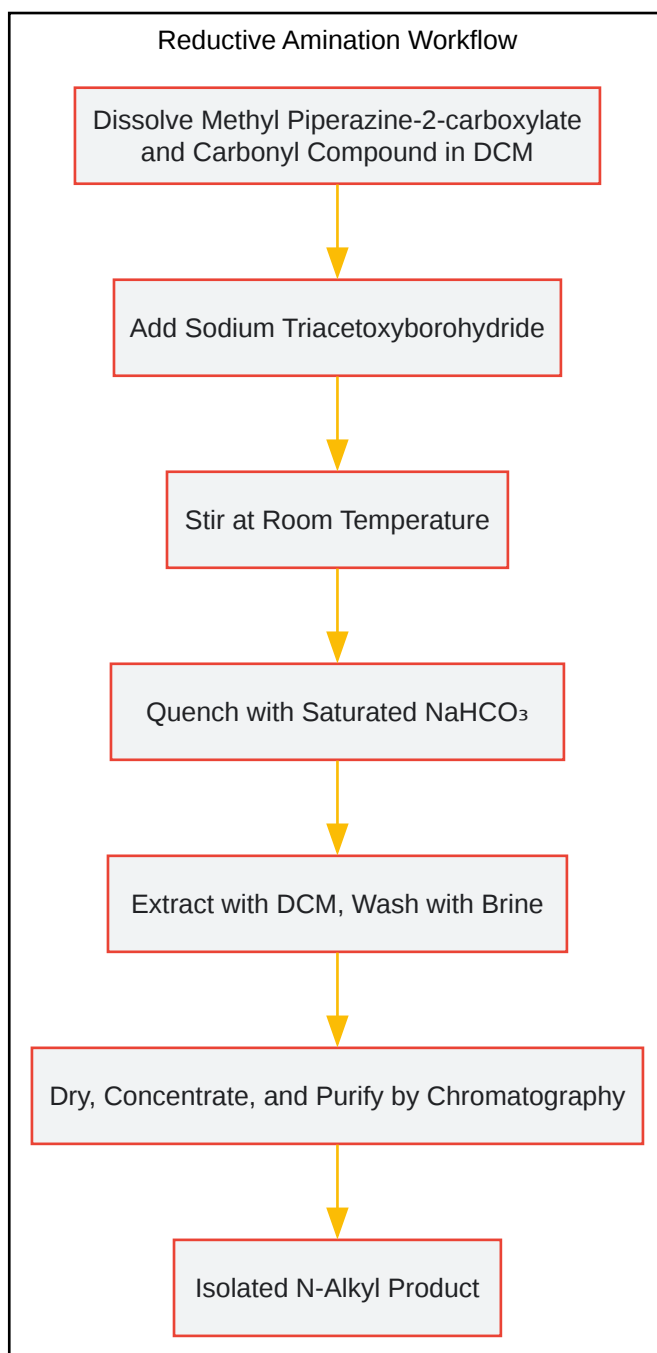 Reductive Amination Workflow
Dissolve Methyl Piperazine-2-carboxylate
and Carbonyl Compound in DCM
Add Sodium Triacetoxyborohydride
Stir at Room Temperature
Quench with Saturated NaHCO₃
Extract with DCM, Wash with Brine
Dry, Concentrate, and Purify by Chromatography
Isolated N-Alkyl Product